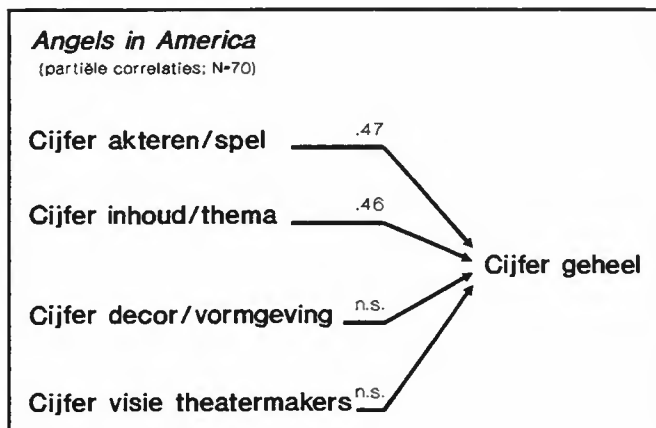 Angels in America
(partiële correlaties; N=70)
Cijfer akteren/spel .47
Cijfer inhoud/thema .46
Cijfer geheel
Cijfer decor/vormgeving n.s.
Cijfer visie theatermakers n.s.